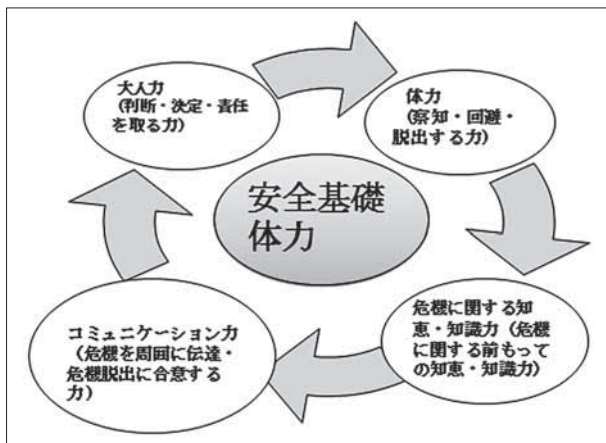 大人力
(判断・決定・責任
を取る力)
体力
(察知・回避・
脱出する力)
安全基礎
体力
危機に関する知
恵・知識力（危機
に関する前もって
の知恵・知識力）
コミュニケーション力
（危機を周囲に伝達・
危機脱出に合意する
力）